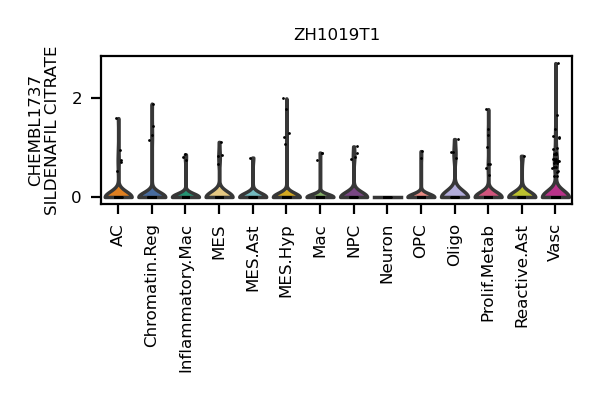 ZH1019T1
CHEMBL1737
SILDENAFIL CITRATE
2
0
AC
Chromatin.Reg
Inflammatory.Mac
MES
MES.Ast
MES.Hyp
Mac
NPC
Neuron
OPC
Oligo
Prolif.Metab
Reactive.Ast
Vasc